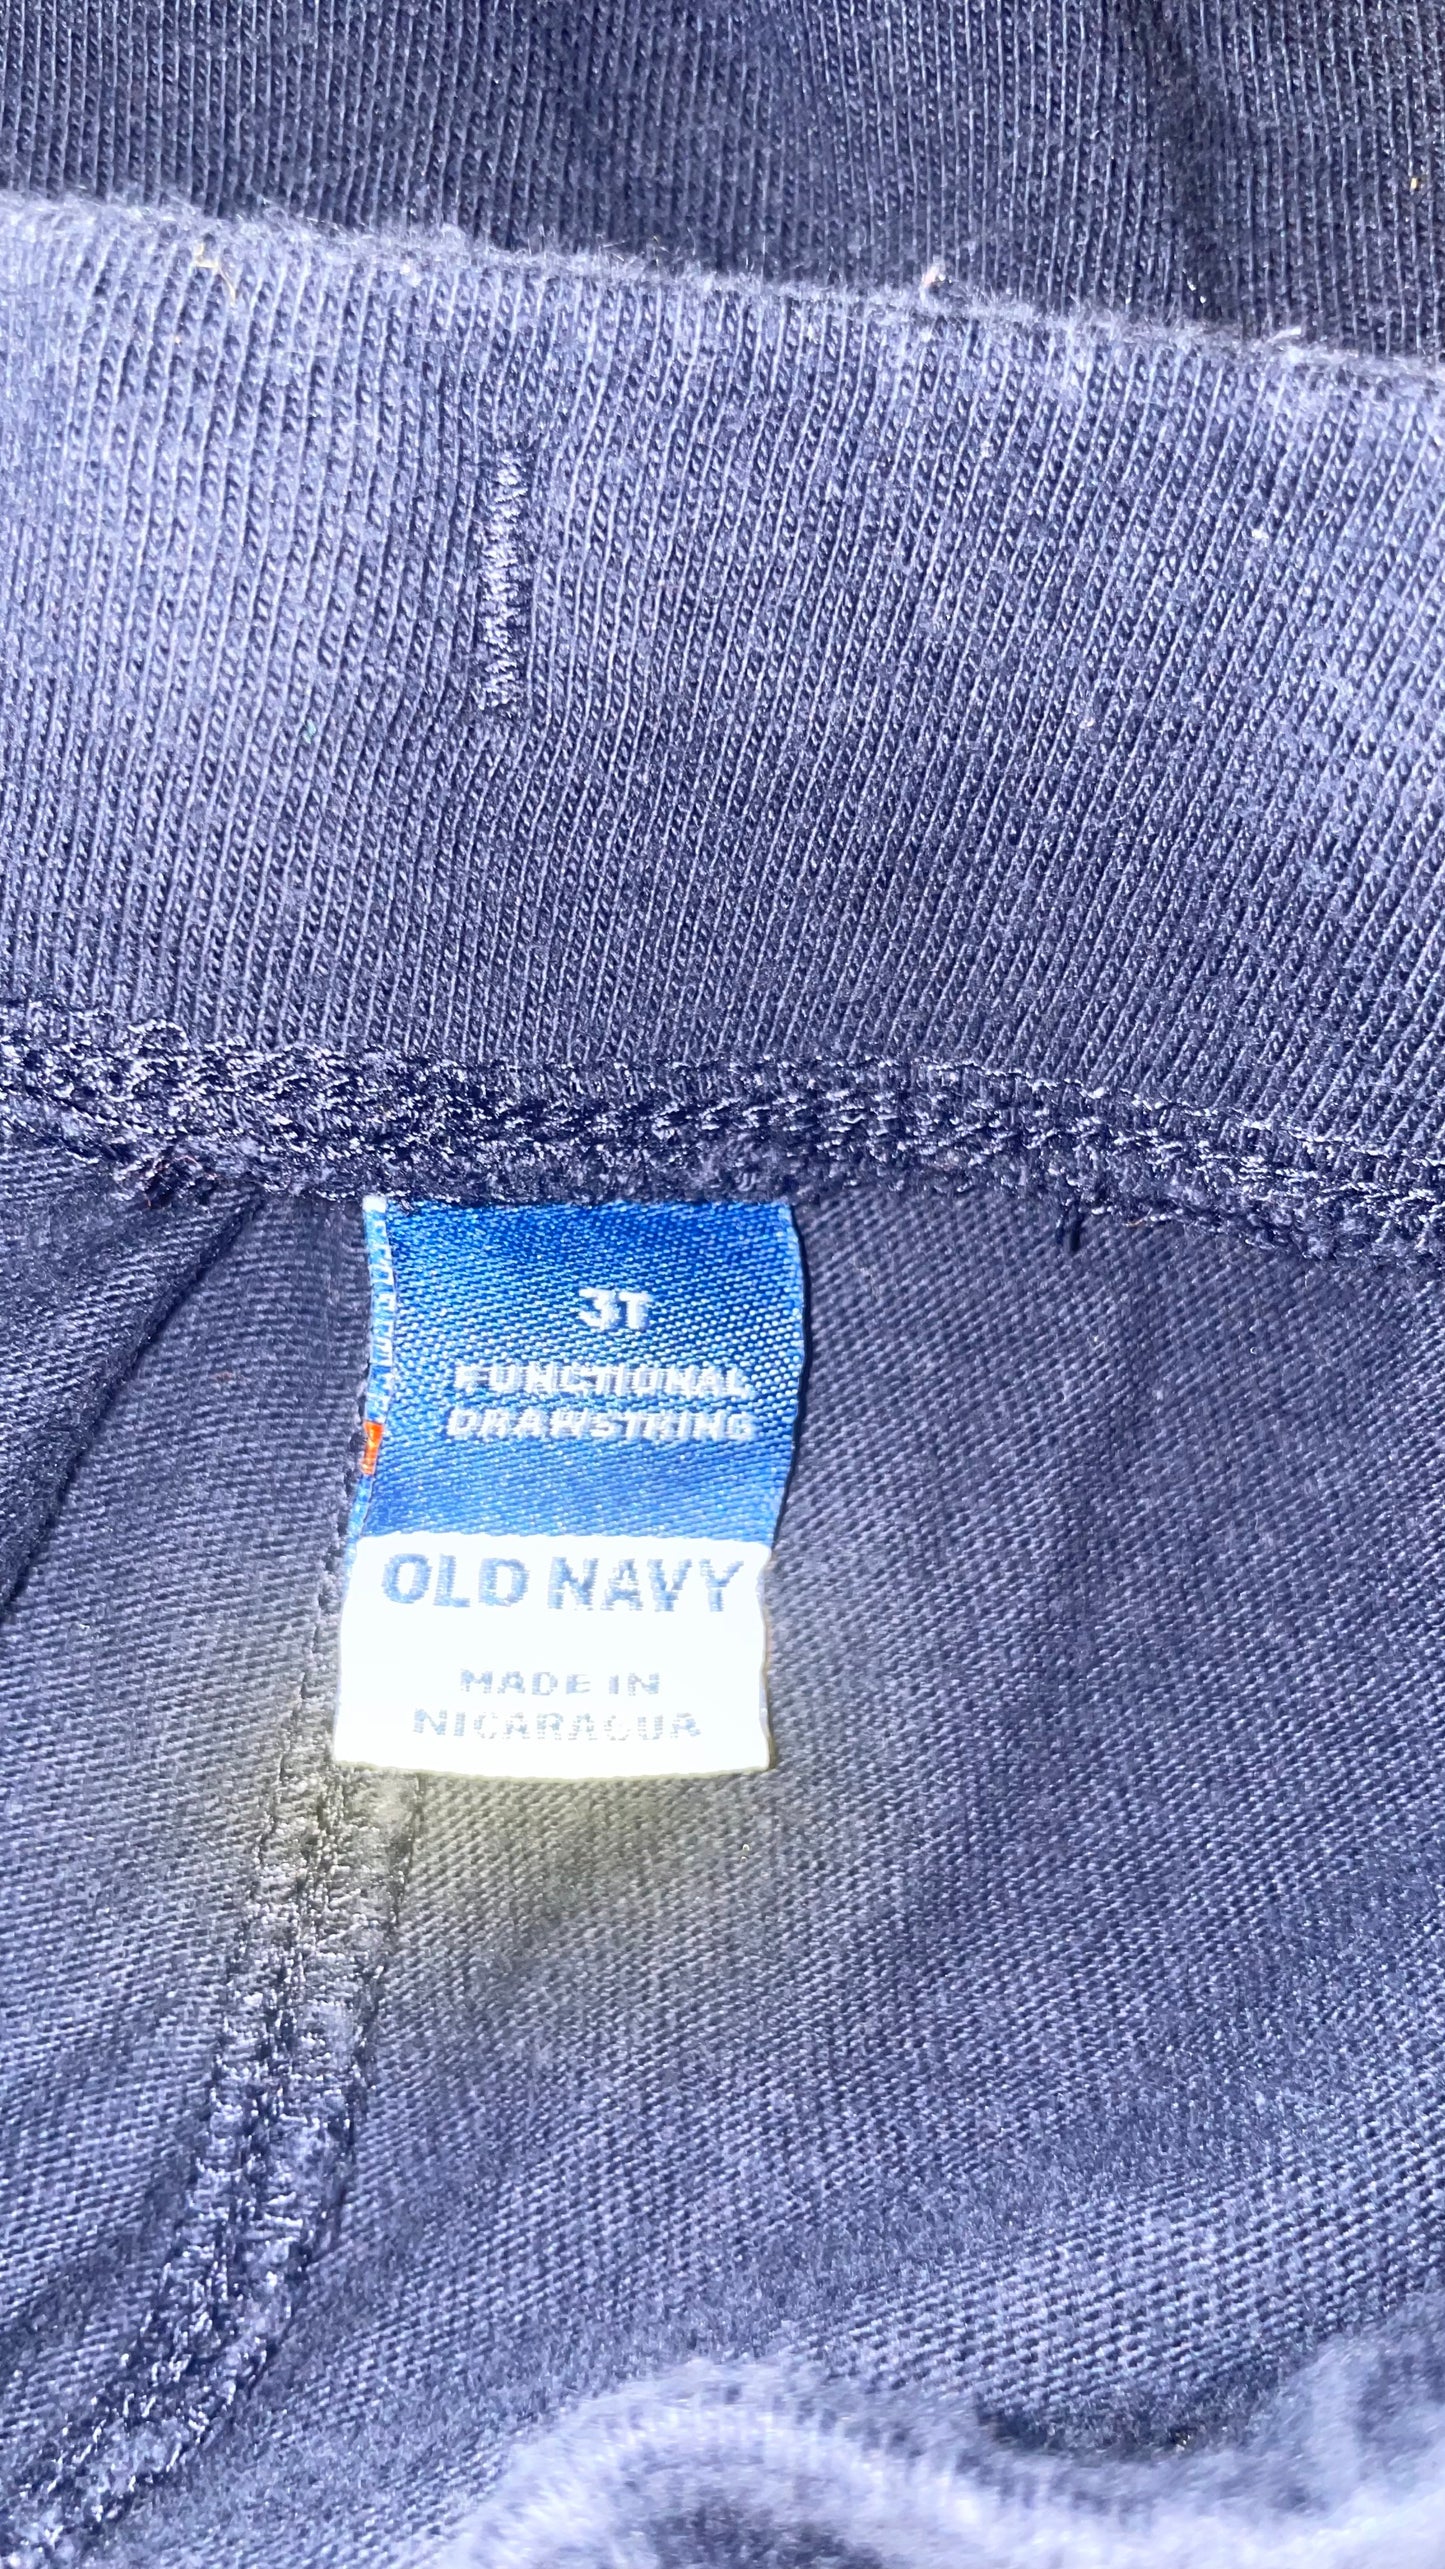 3T
FUNCTIONAL
DRAWSTRING
OLD NAVY
MADE IN
NICARAGUA